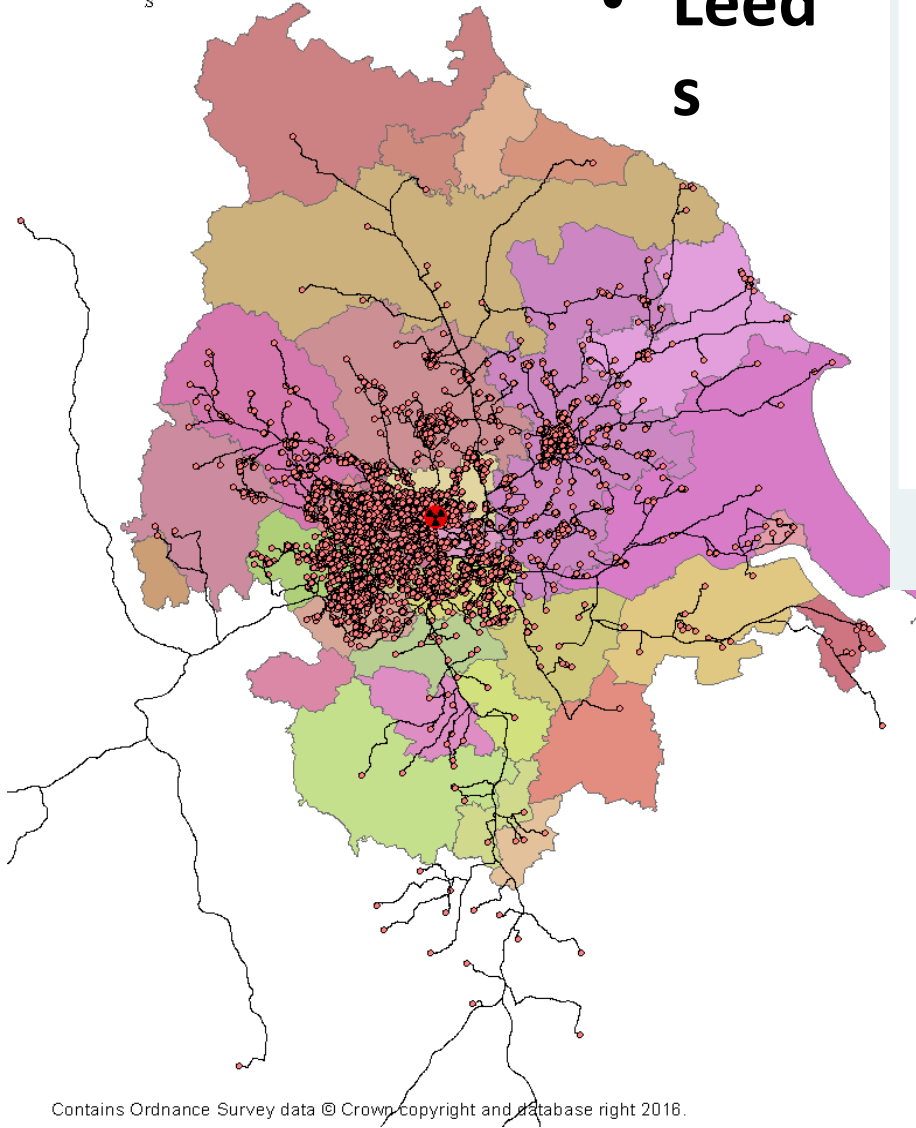 s
• Leed
s
Contains Ordnance Survey data © Crown copyright and database right 2016.